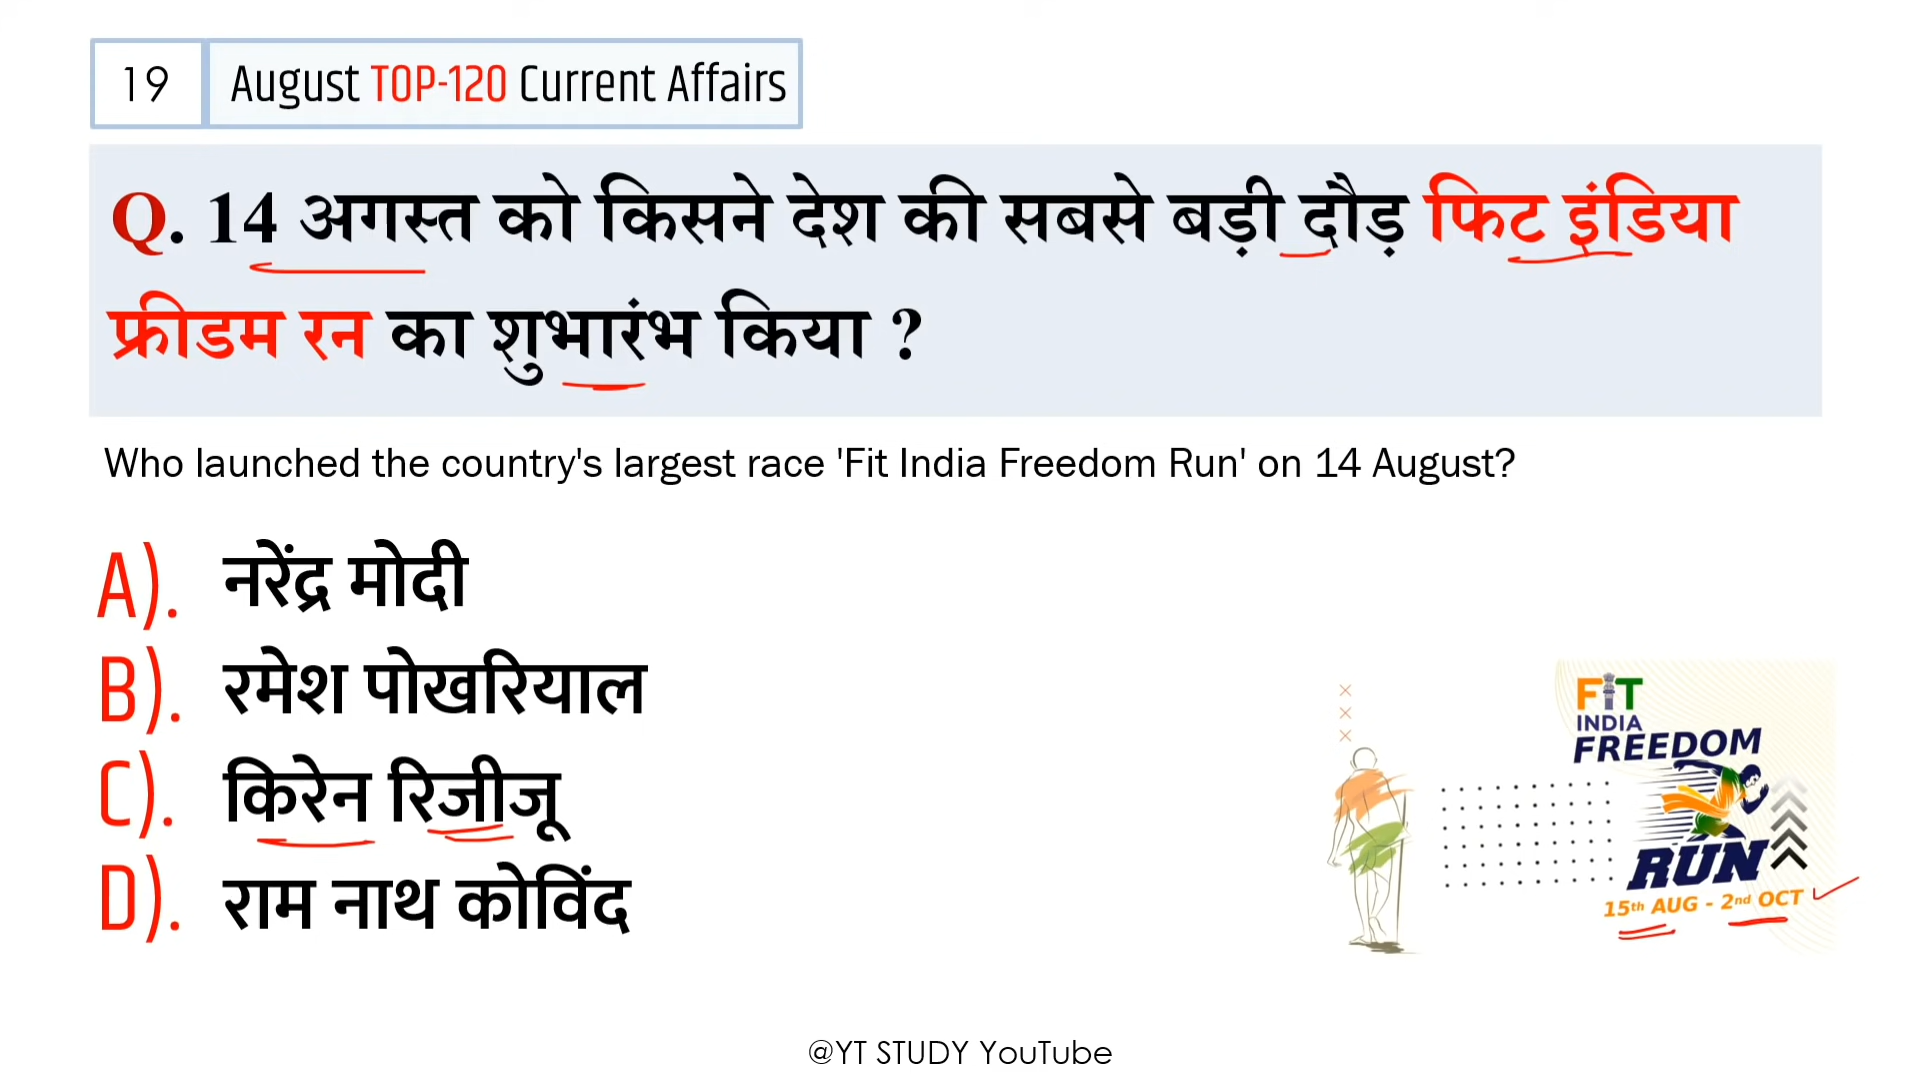 19 August TOP-120 Current Affairs
Q. 14 अगस्त को किसने देश की सबसे बड़ी दौड़ फिट इंडिया
फ्रीडम रन का शुभारंभ किया ?
Who launched the country's largest race 'Fit India Freedom Run' on 14 August?
A). नरेंद्र मोदी
B). रमेश पोखरियाल
C). किरेन रिजीजू
D). राम नाथ कोविंद
FIT
INDIA
FREEDOM
RUN
15th AUG - 2nd OCT
@YT STUDY YouTube